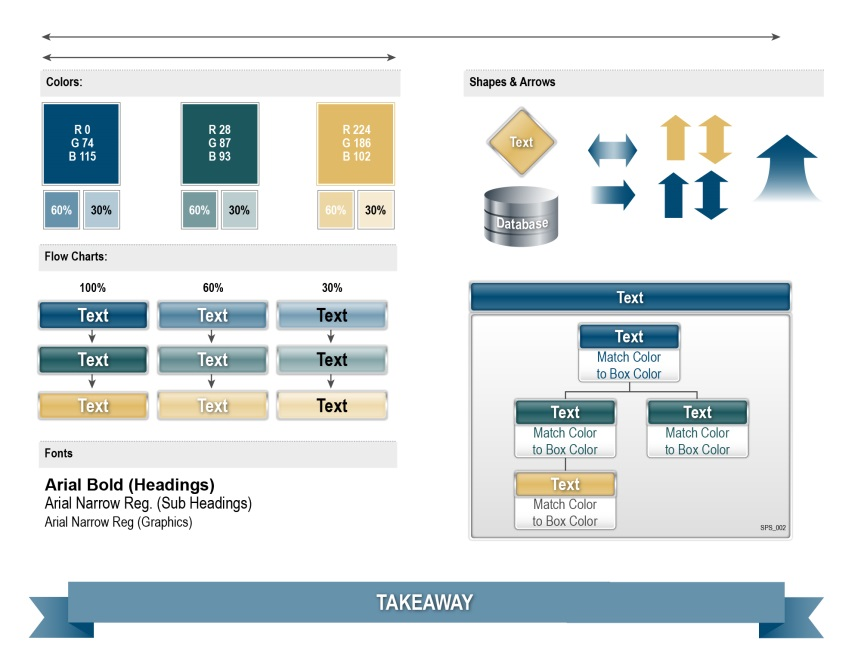 Colors:
R 0
G 74
B 115
R 28
G 87
B 93
R 224
G 186
B 102
60%
30%
60%
30%
60%
30%
Flow Charts:
100%
60%
30%
Text
Text
Text
Text
Text
Text
Text
Text
Text
Fonts
Arial Bold (Headings)
Arial Narrow Reg. (Sub Headings)
Arial Narrow Reg (Graphics)
Shapes & Arrows
Text
Database
Text
Text
Match Color
to Box Color
Text
Match Color
to Box Color
Text
Match Color
to Box Color
Text
Match Color
to Box Color
SPS_002
TAKEAWAY